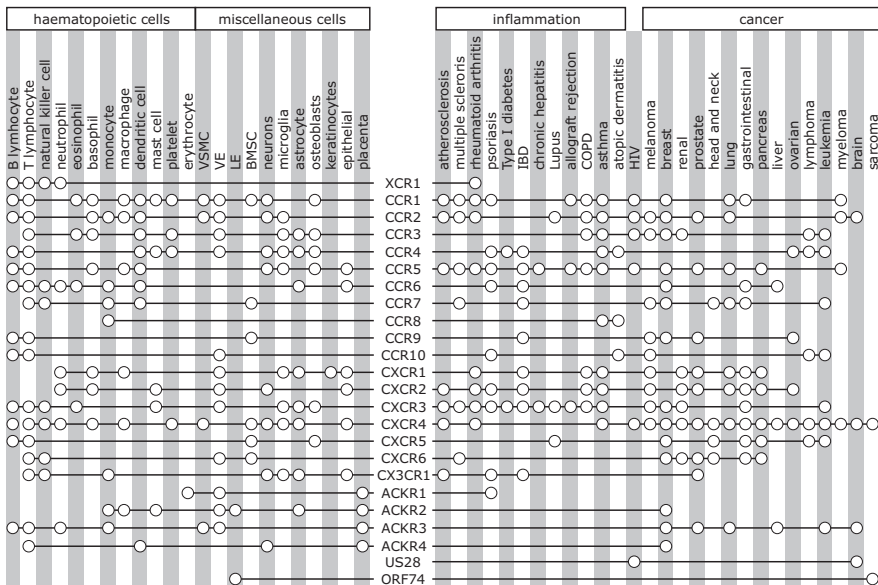 haematopoietic cells
miscellaneous cells
inflammation
cancer
B lymhocyte
T lymphocyte
natural killer cell
neutrophil
eosinophil
basophil
monocyte
macrophage
dendritic cell
mast cell
platelet
erythrocyte
VSMC
VE
LE
BMSC
neurons
microglia
astrocyte
osteoblasts
keratinocytes
epithelial
placenta
atherosclerosis
multiple scleroris
rheumatoid arthritis
psoriasis
Type I diabetes
IBD
chronic hepatitis
Lupus
allograft rejection
COPD
asthma
atopic dermatitis
HIV
melanoma
breast
renal
prostate
head and neck
lung
gastrointestinal
pancreas
liver
ovarian
lymphoma
leukemia
myeloma
brain
sarcoma
XCR1
CCR1
CCR2
CCR3
CCR4
CCR5
CCR6
CCR7
CCR8
CCR9
CCR10
CXCR1
CXCR2
CXCR3
CXCR4
CXCR5
CXCR6
CX3CR1
ACKR1
ACKR2
ACKR3
ACKR4
US28
ORF74